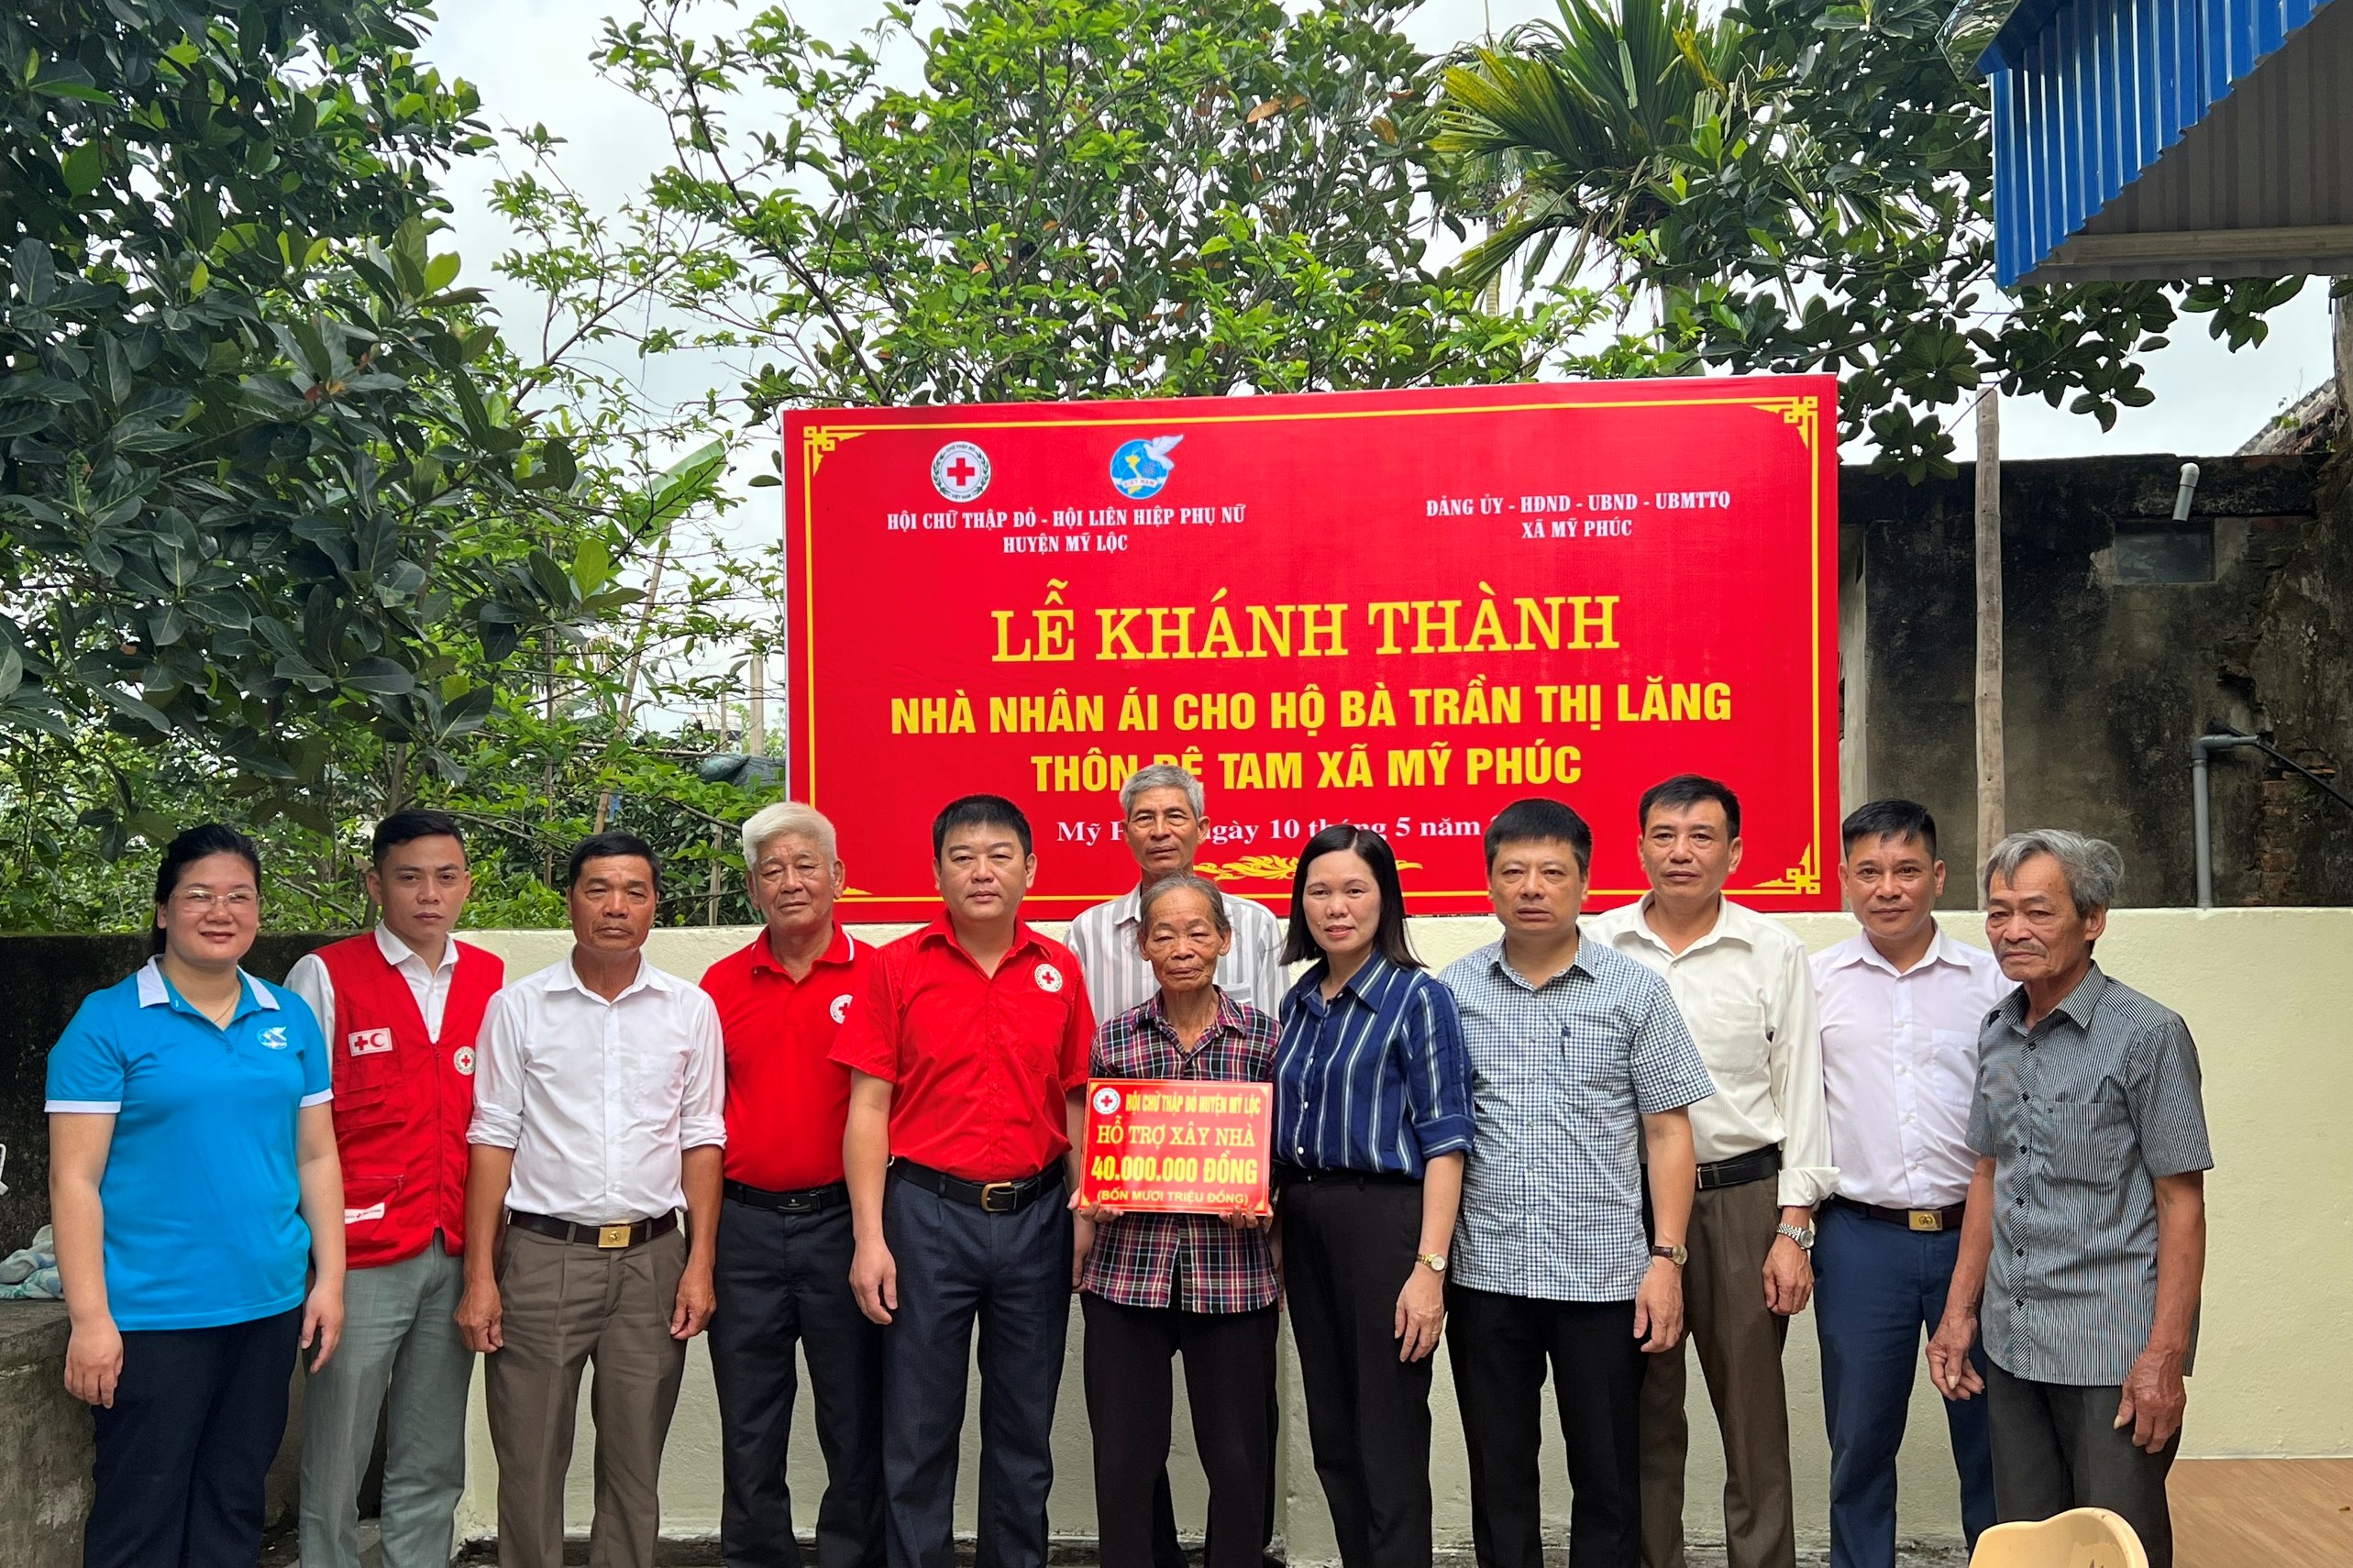 HỘI CHỮ THẬP ĐỎ - HỘI LIÊN HIỆP PHỤ NỮ
HUYỆN MỸ LỘC
ĐẢNG ỦY - HĐND - UBND - UBMTTQ
XÃ MỸ PHÚC
LỄ KHÁNH THÀNH
NHÀ NHÂN ÁI CHO HỘ BÀ TRẦN THỊ LĂNG
THÔN TAM XÃ MỸ PHÚC
Mỹ 10 tháng 5 năm
HỘI CHỮ THẬP ĐỎ HUYỆN MỸ LỘC
HỖ TRỢ XÂY NHÀ
40.000.000 ĐỒNG
(BỐN MƯƠI TRIỆU ĐỒNG)